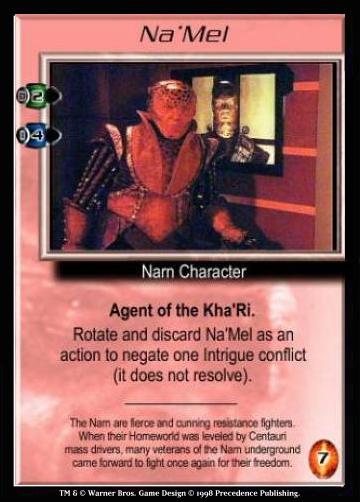 Na'Mel
2
4
Narn Character
Agent of the Kha'Ri.
Rotate and discard Na'Mel as an
action to negate one Intrigue conflict
(it does not resolve).
The Narn are fierce and cunning resistance fighters.
When their Homeworld was leveled by Centauri
mass drivers, many veterans of the Narn underground
came forward to fight once again for their freedom.
7
TM & © Warner Bros. Game Design © 1998 Precedence Publishing.